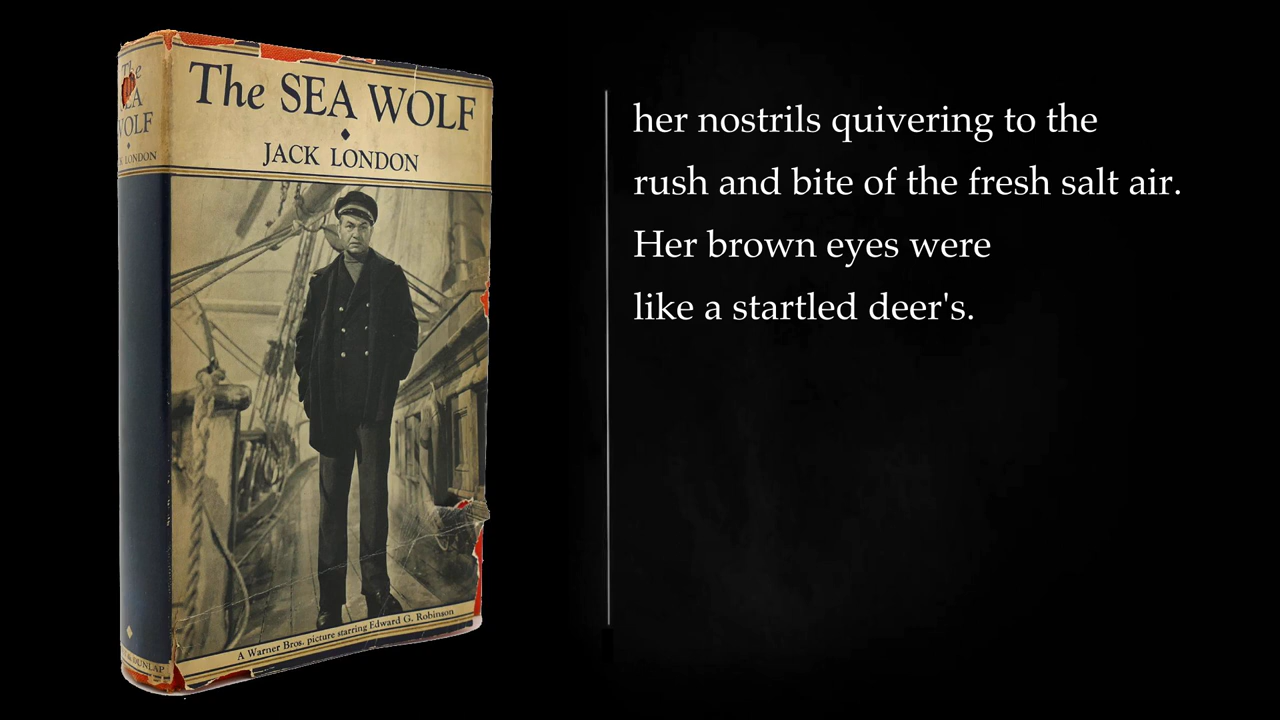 The SEA WOLF
JACK LONDON
A Warner Bros. picture starring Edward G. Robinson
The
SEA
WOLF
LONDON
DUNLAP
her nostrils quivering to the
rush and bite of the fresh salt air.
Her brown eyes were
like a startled deer's.